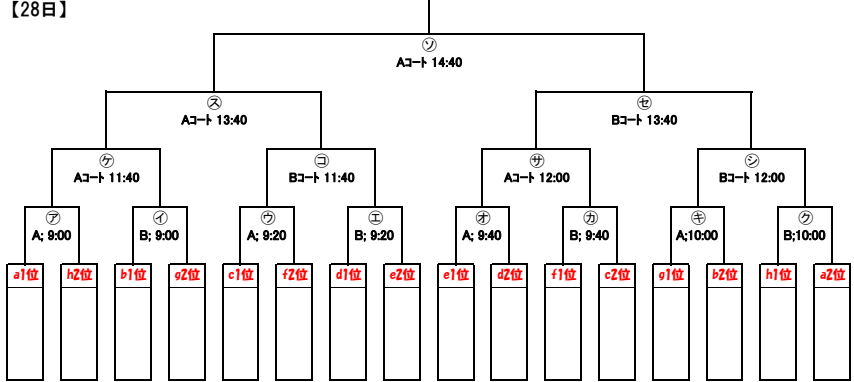 【28日】
㋞
Aコート 14:40
㋜ ㋝
Aコート 13:40 Bコート 13:40
㋘ ㋙ ㋚ ㋛
Aコート 11:40 Bコート 11:40 Aコート 12:00 Bコート 12:00
㋐ ㋑ ㋒ ㋓ ㋔ ㋕ ㋖ ㋗
A; 9:00 B; 9:00 A; 9:20 B; 9:20 A; 9:40 B; 9:40 A;10:00 B;10:00
a1位 h2位 b1位 g2位 c1位 f2位 d1位 e2位 e1位 d2位 f1位 c2位 g1位 b2位 h1位 a2位